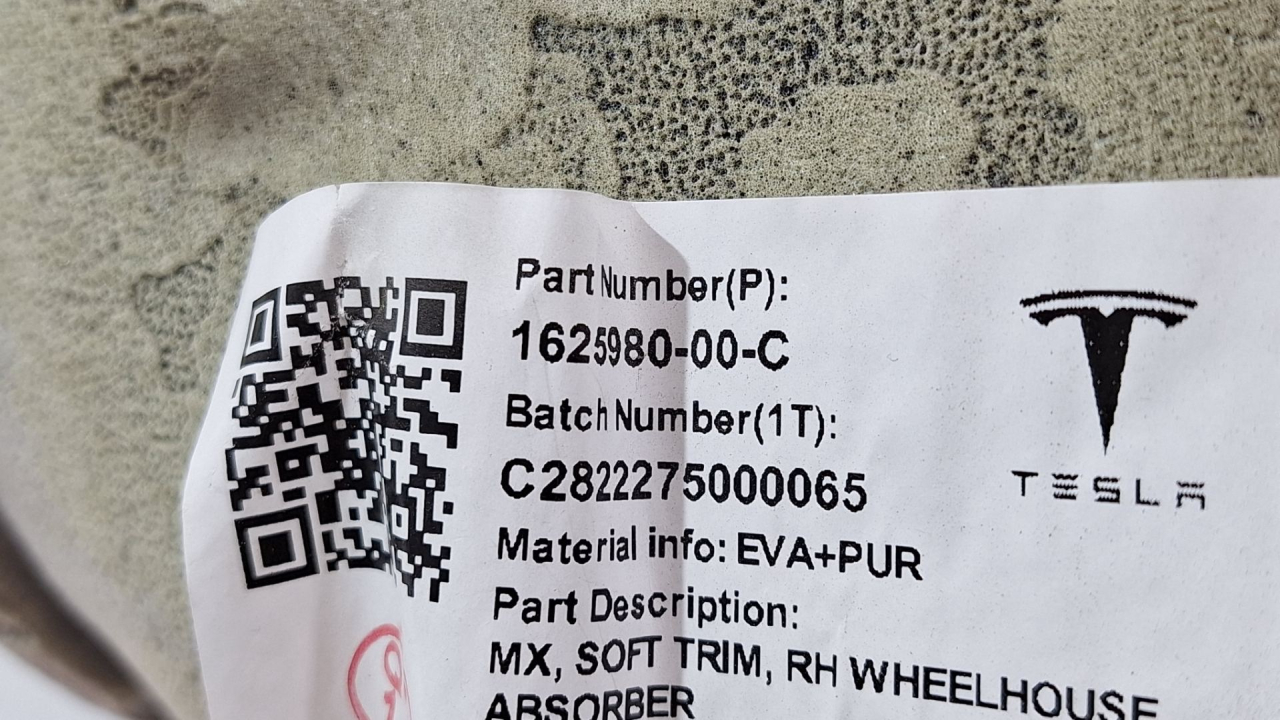 Part Number(P):
1625980-00-C
Batch Number(1T):
C2822275000065
Material info: EVA+PUR
Part Description:
MX, SOFT TRIM, RH WHEELHOUSE
ABSORBER
TESLA